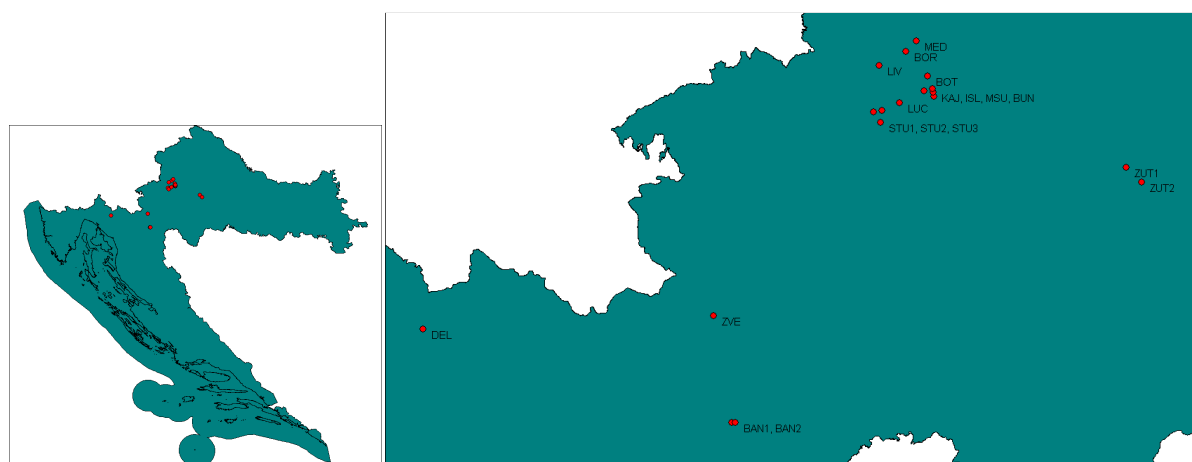 MED
BOR
LIV
BOT
KAJ, ISL, MSU, BUN
LUC
STU1, STU2, STU3
ZUT1
ZUT2
ZVE
DEL
BAN1, BAN2